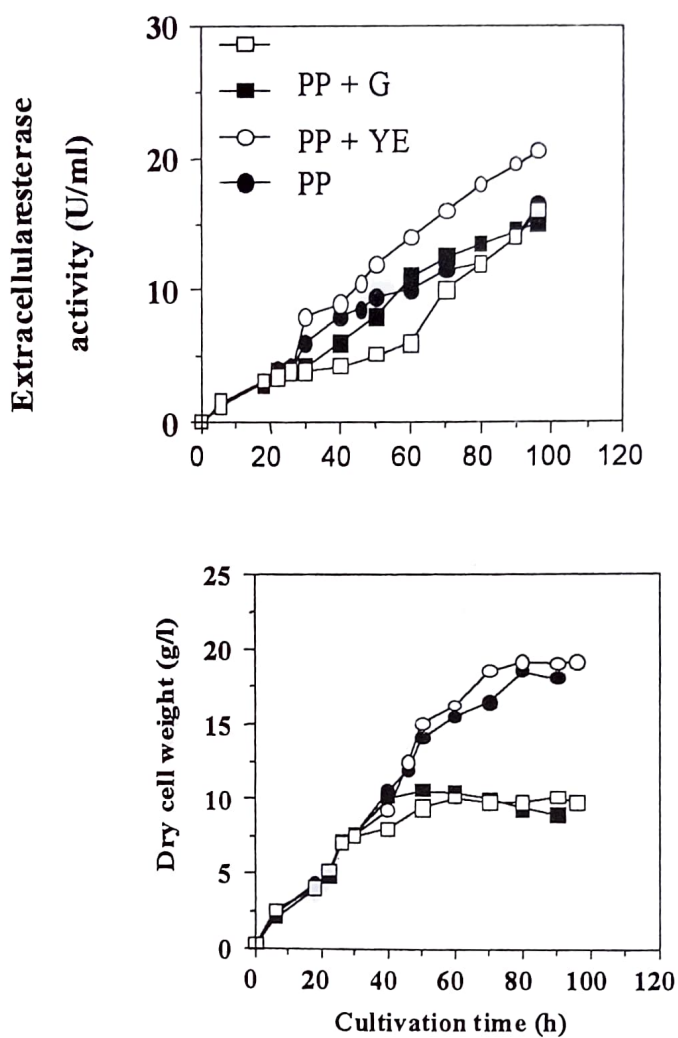 Extracellularesterase
activity (U/ml)
30
20
10
0
PP + G
PP + YE
PP
0 20 40 60 80 100 120
Dry cell weight (g/l)
25
20
15
10
5
0
0 20 40 60 80 100 120
Cultivation time (h)